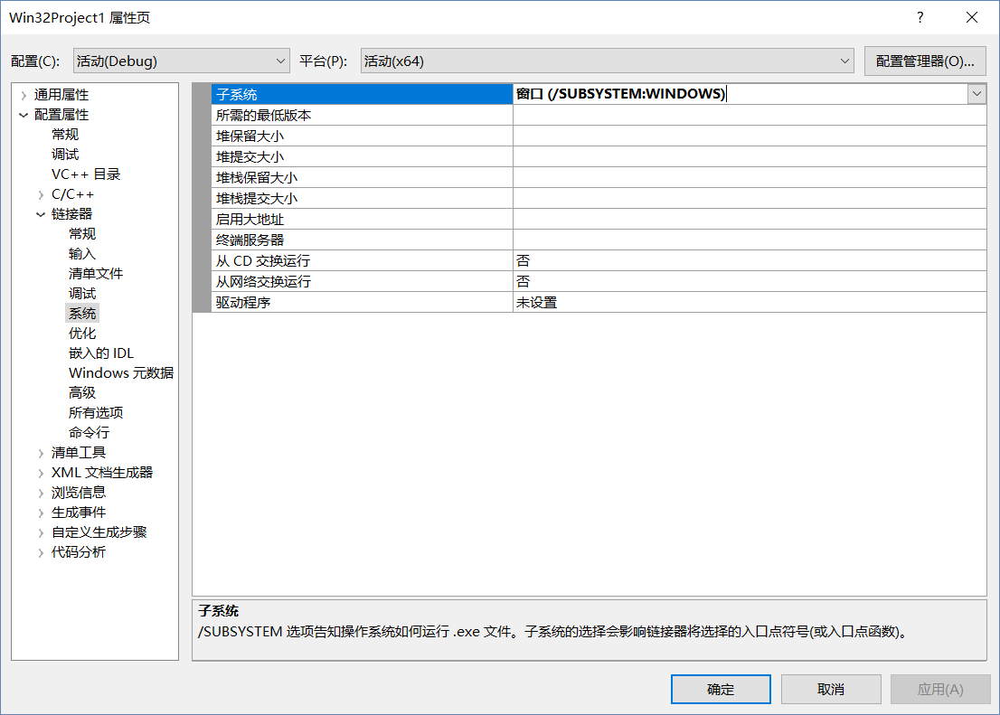 Win32Project1 属性页
?
配置(C): 活动(Debug) 平台(P): 活动(x64) 配置管理器(O)...
通用属性
配置属性
常规
调试
VC++ 目录
C/C++
链接器
常规
输入
清单文件
调试
系统
优化
嵌入的 IDL
Windows 元数据
高级
所有选项
命令行
清单工具
XML 文档生成器
浏览信息
生成事件
自定义生成步骤
代码分析
子系统 窗口 (/SUBSYSTEM:WINDOWS)
所需的最低版本
堆保留大小
堆提交大小
堆栈保留大小
堆栈提交大小
启用大地址
终端服务器
从 CD 交换运行 否
从网络交换运行 否
驱动程序 未设置
子系统
/SUBSYSTEM 选项告知操作系统如何运行 .exe 文件。子系统的选择会影响链接器将选择的入口点符号(或入口点函数)。
确定 取消 应用(A)